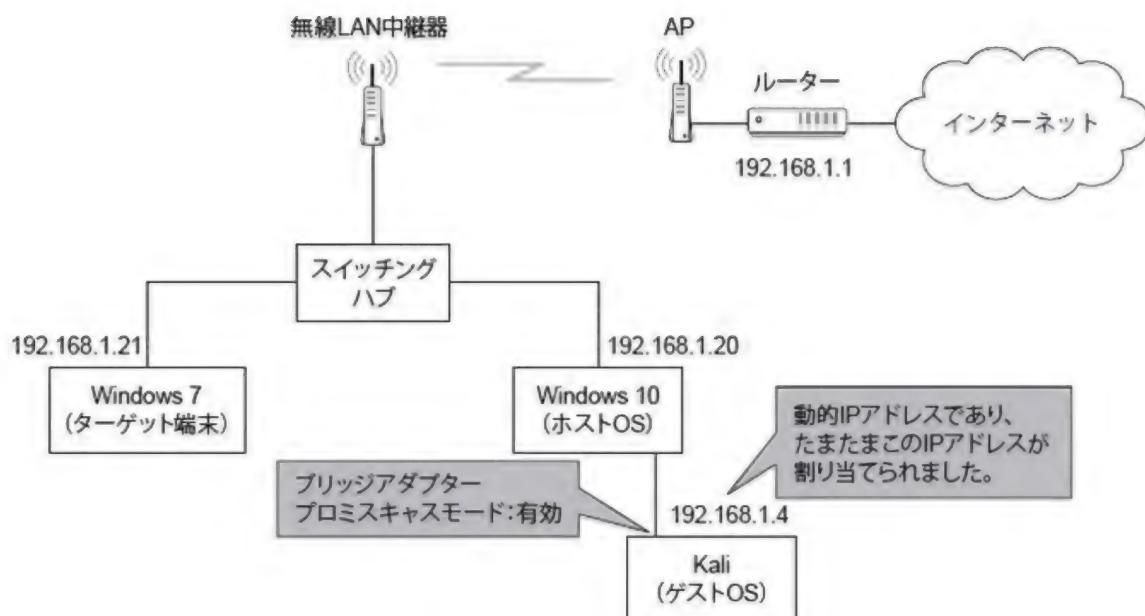 無線LAN中継器
AP
ルーター
インターネット
192.168.1.1
スイッチング
ハブ
192.168.1.21
192.168.1.20
Windows 7
(ターゲット端末)
Windows 10
(ホストOS)
動的IPアドレスであり、
たまたまこのIPアドレスが
割り当てられました。
ブリッジアダプター
プロミスキャスモード：有効
192.168.1.4
Kali
(ゲストOS)